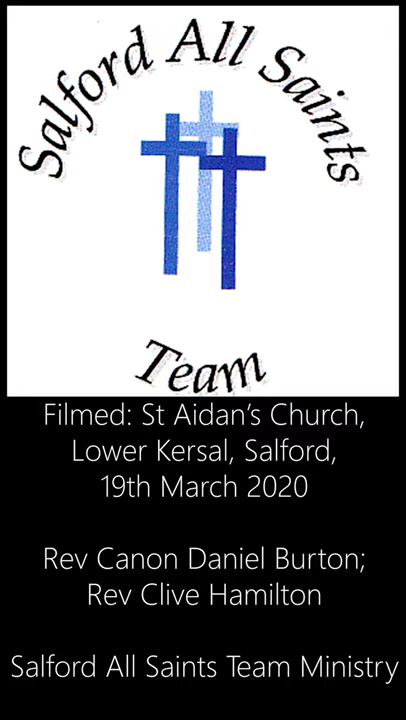 Salford All Saints
Team
Filmed: St Aidan's Church,
Lower Kersal, Salford,
19th March 2020
Rev Canon Daniel Burton;
Rev Clive Hamilton
Salford All Saints Team Ministry